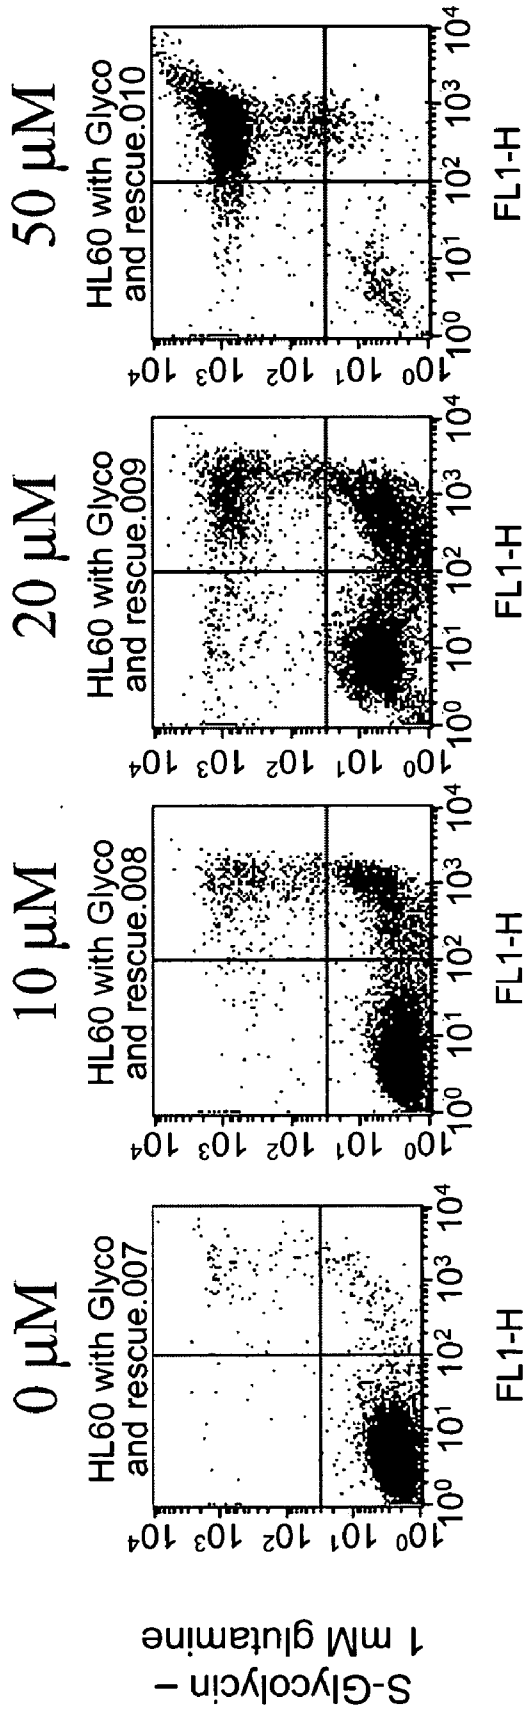 S-Glycolycin –
1 mM glutamine
0 µM
HL60 with Glyco
and rescue.007
10⁴
10³
10²
10¹
10⁰
10⁰ 10¹ 10² 10³ 10⁴
FL1-H
10 µM
HL60 with Glyco
and rescue.008
10⁴
10³
10²
10¹
10⁰
10⁰ 10¹ 10² 10³ 10⁴
FL1-H
20 µM
HL60 with Glyco
and rescue.009
10⁴
10³
10²
10¹
10⁰
10⁰ 10¹ 10² 10³ 10⁴
FL1-H
50 µM
HL60 with Glyco
and rescue.010
10⁴
10³
10²
10¹
10⁰
10⁰ 10¹ 10² 10³ 10⁴
FL1-H